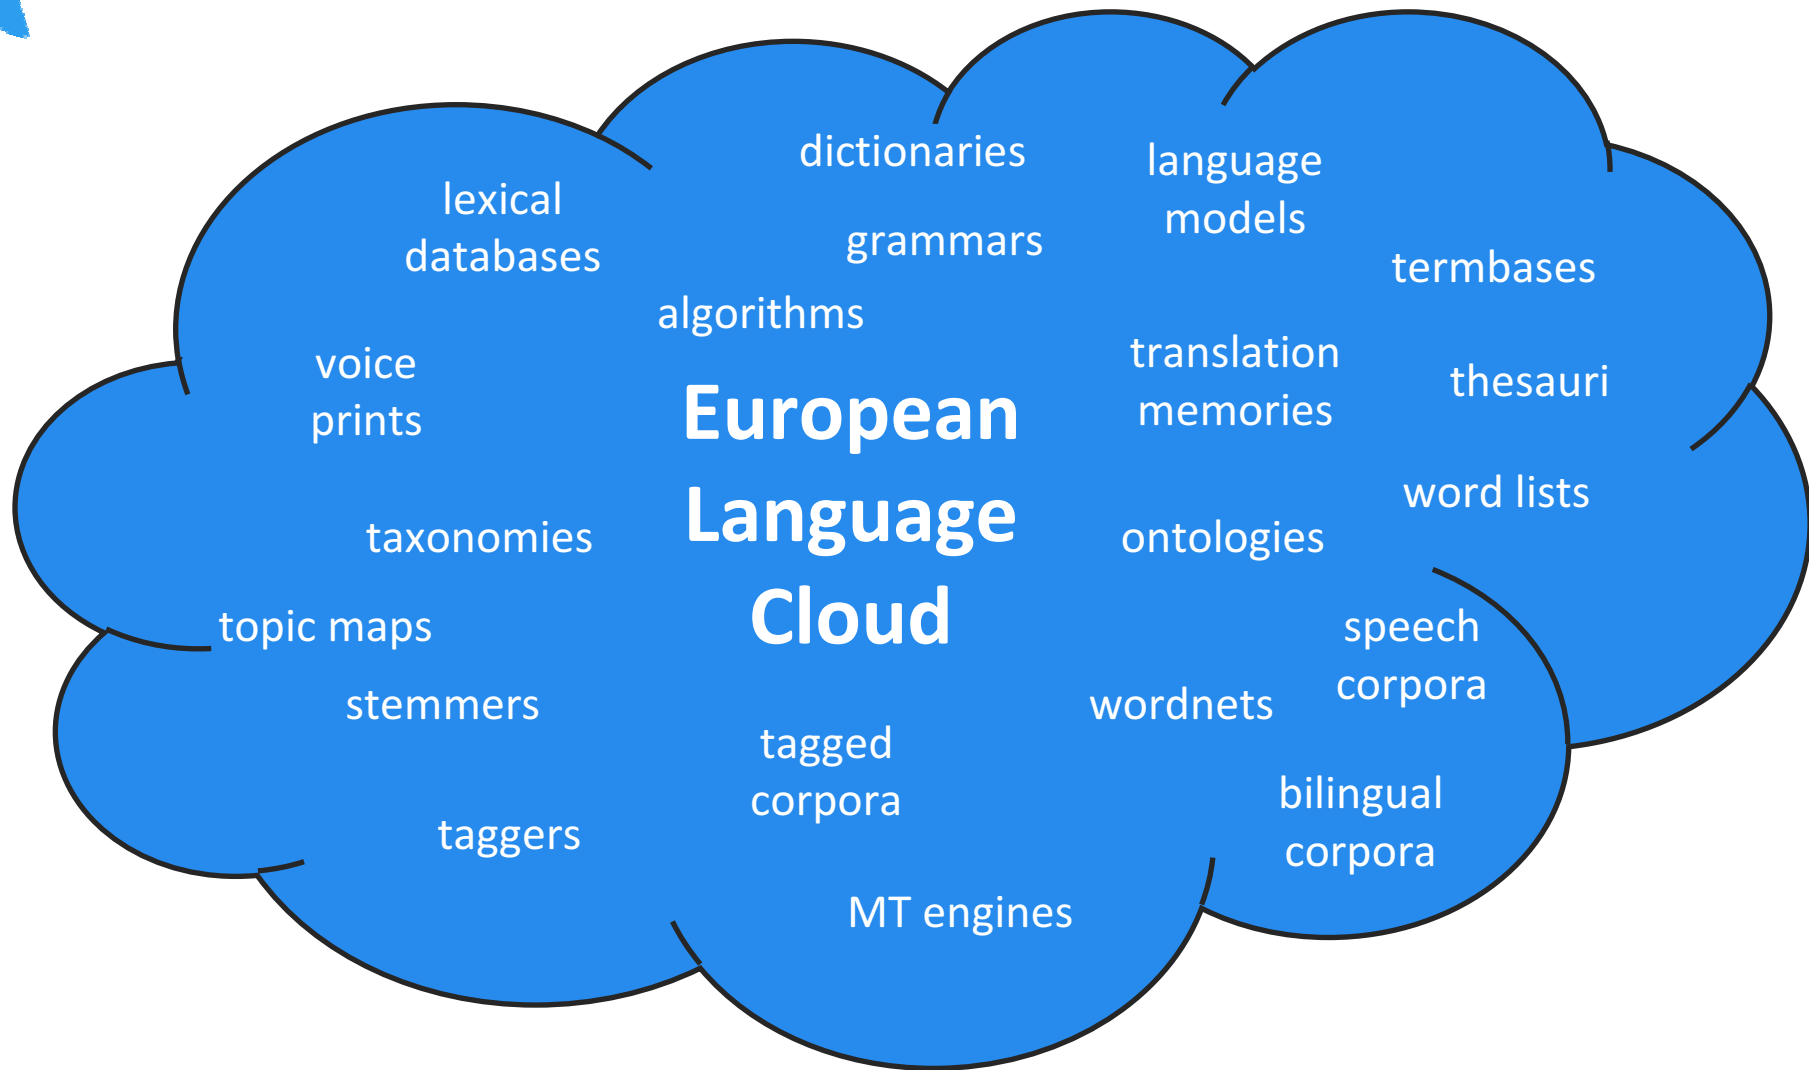 dictionaries
language
models
lexical
databases
grammars
termbases
algorithms
translation
memories
voice
prints
thesauri
European
Language
Cloud
word lists
taxonomies
ontologies
topic maps
speech
corpora
stemmers
wordnets
tagged
corpora
bilingual
corpora
taggers
MT engines